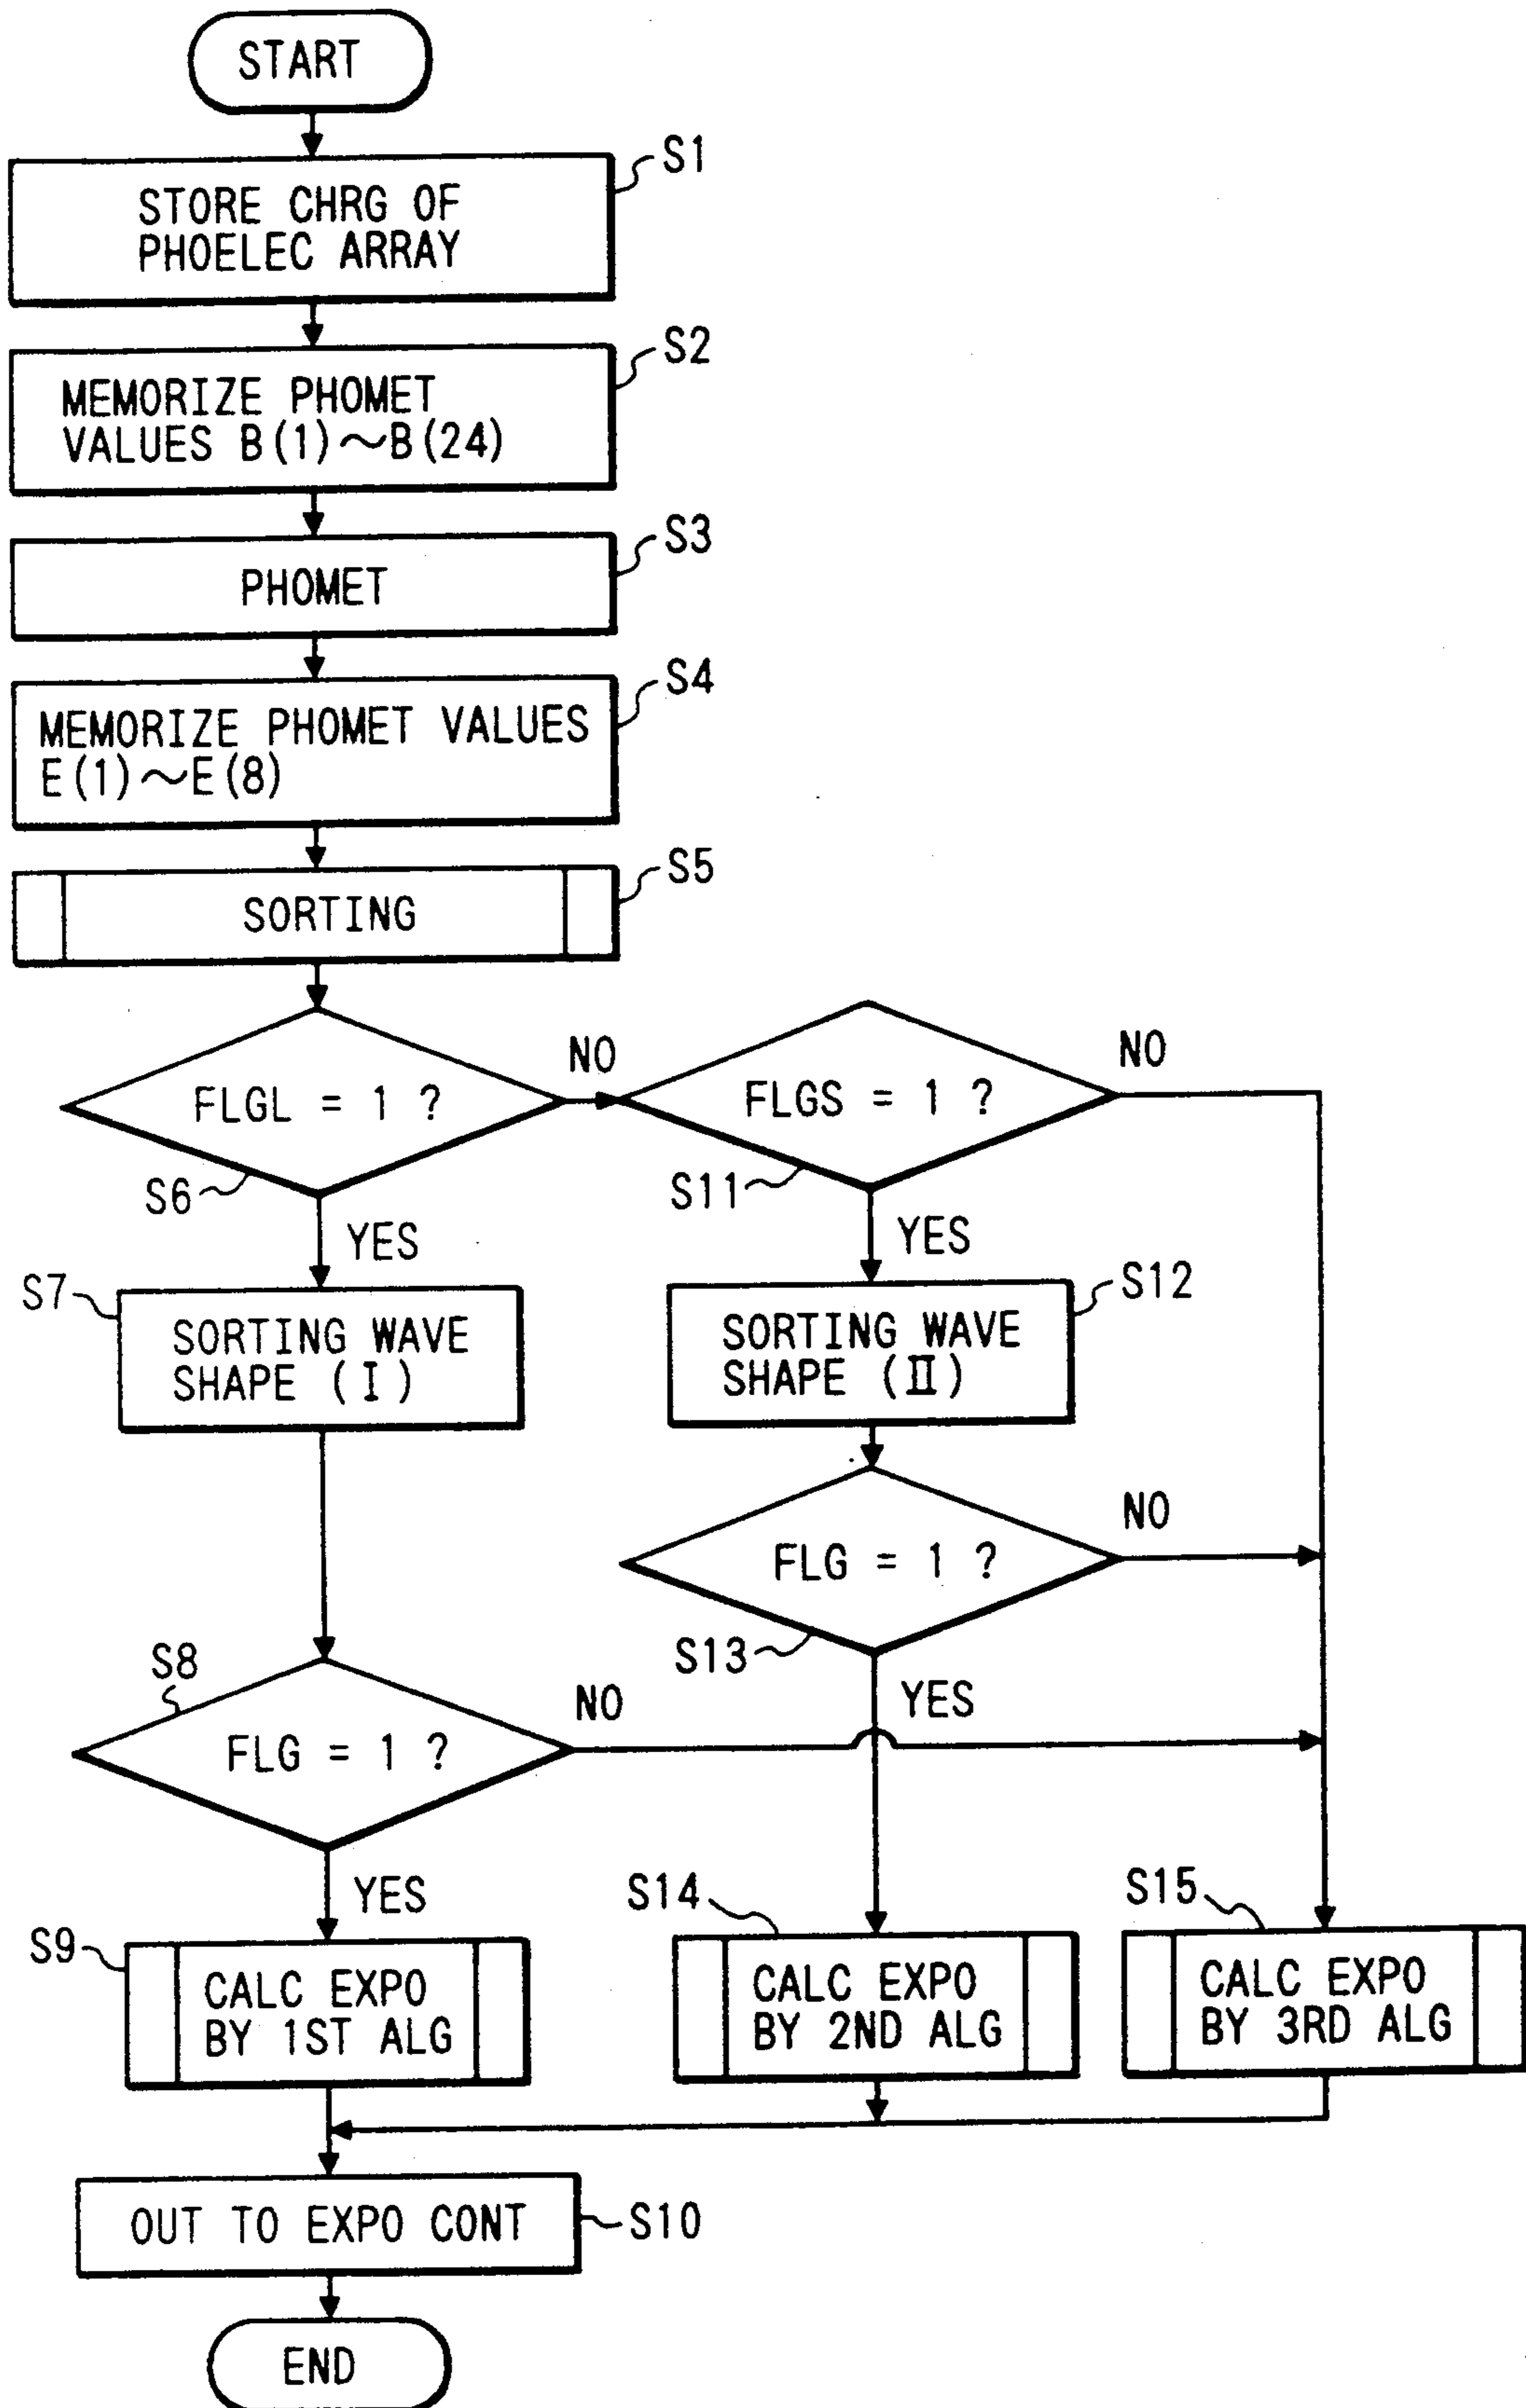 START
S1
STORE CHRG OF
PHOELEC ARRAY
S2
MEMORIZE PHOMET
VALUES B(1)~B(24)
S3
PHOMET
S4
MEMORIZE PHOMET VALUES
E(1)~E(8)
S5
SORTING
FLGL = 1 ?
NO
S6
YES
FLGS = 1 ?
NO
S11
YES
S7
SORTING WAVE
SHAPE (I)
S12
SORTING WAVE
SHAPE (II)
FLG = 1 ?
NO
S13
YES
S8
FLG = 1 ?
NO
YES
S9
CALC EXPO
BY 1ST ALG
S14
CALC EXPO
BY 2ND ALG
S15
CALC EXPO
BY 3RD ALG
OUT TO EXPO CONT
S10
END